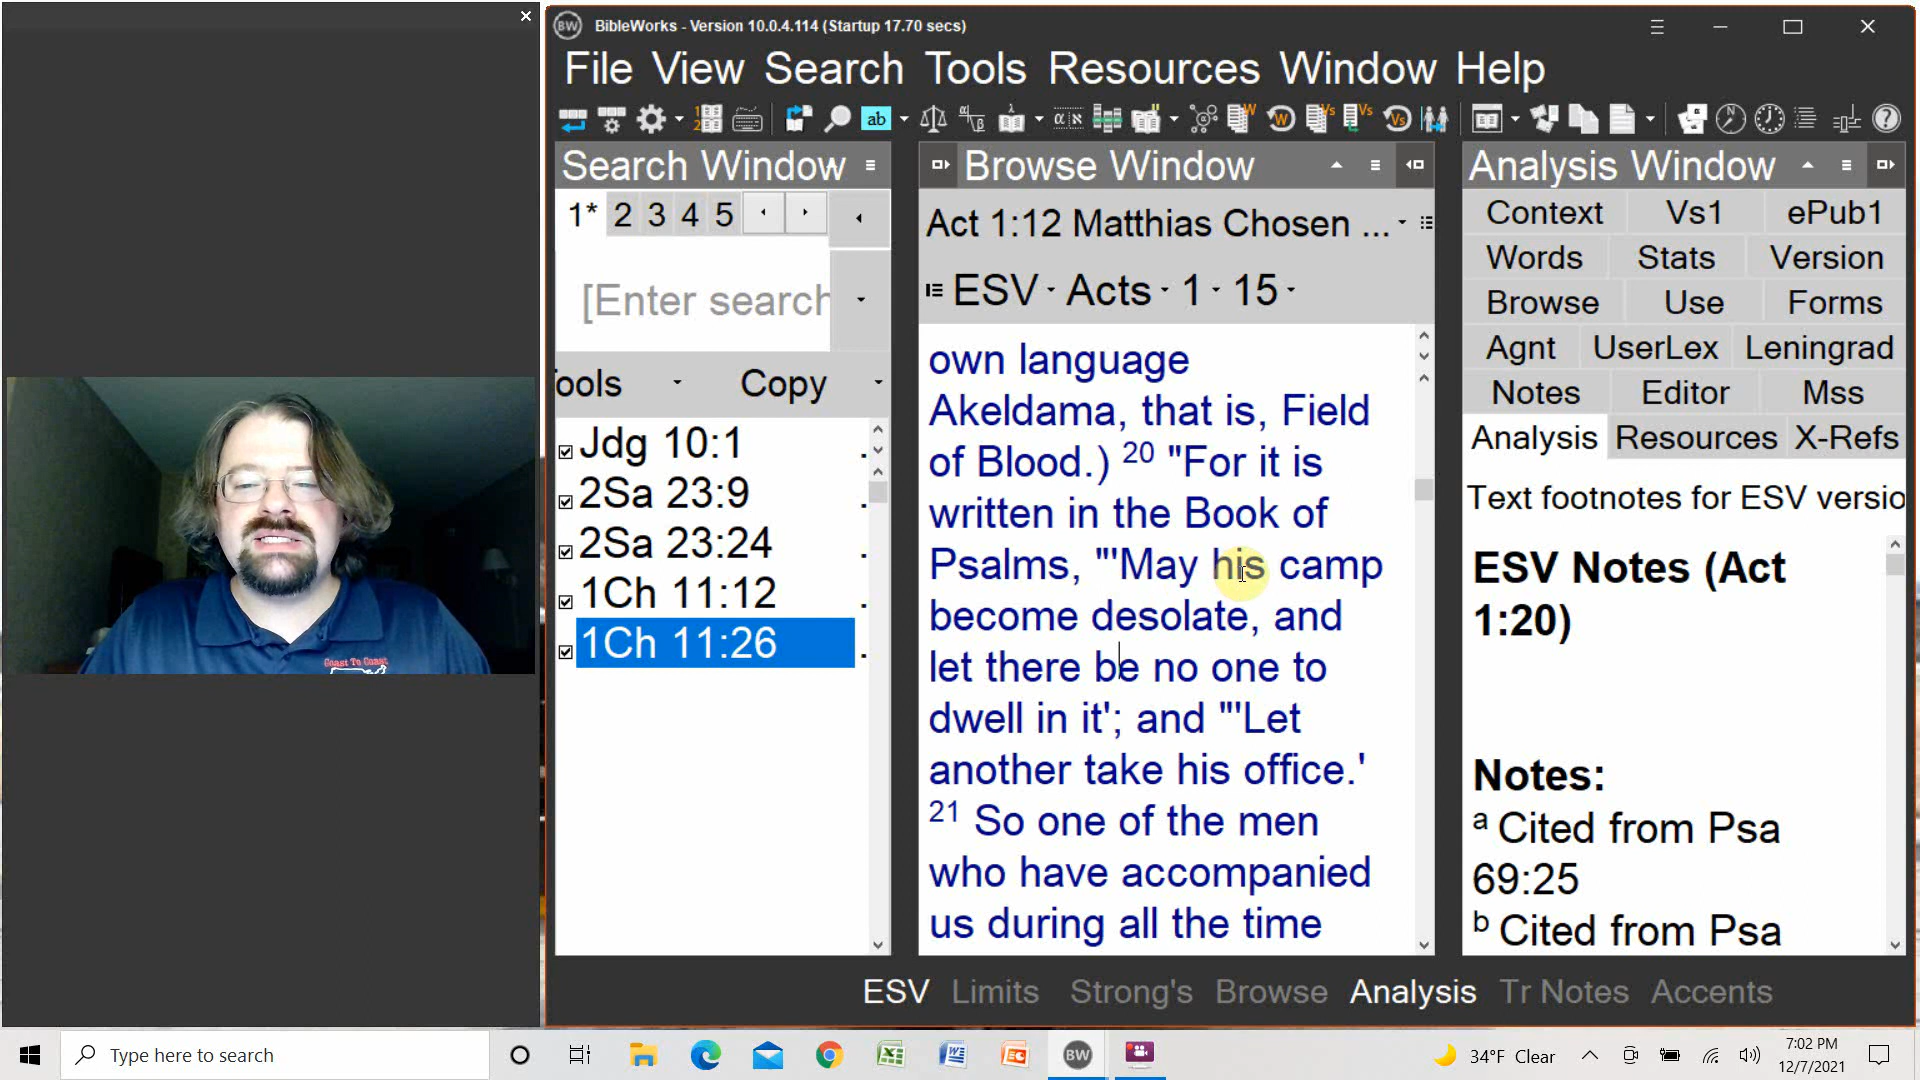 BW BibleWorks - Version 10.0.4.114 (Startup 17.70 secs)
File View Search Tools Resources Window Help
Search Window
1* 2 3 4 5
[Enter search
ools Copy
Jdg 10:1 .
2Sa 23:9 .
2Sa 23:24 .
1Ch 11:12 .
1Ch 11:26 .
Browse Window
Act 1:12 Matthias Chosen ...
ESV Acts 1 15
own language
Akeldama, that is, Field
of Blood.) 20 "For it is
written in the Book of
Psalms, "'May his camp
become desolate, and
let there be no one to
dwell in it'; and "'Let
another take his office.'
21 So one of the men
who have accompanied
us during all the time
Analysis Window
Context Vs1 ePub1
Words Stats Version
Browse Use Forms
Agnt UserLex Leningrad
Notes Editor Mss
Analysis Resources X-Refs
Text footnotes for ESV versio
ESV Notes (Act
1:20)
Notes:
a Cited from Psa
69:25
b Cited from Psa
ESV Limits Strong's Browse Analysis Tr Notes Accents
Coast To Coast
Type here to search
BW
34°F Clear
7:02 PM
12/7/2021